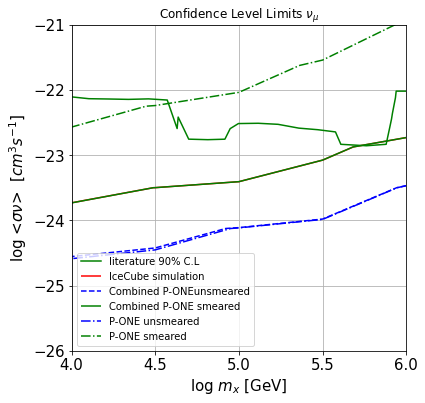 Confidence Level Limits νμ
−21
−22
−23
−24
−25
−26
log <σν> [cm³s⁻¹]
literature 90% C.L
IceCube simulation
Combined P-ONEunsmeared
Combined P-ONE smeared
P-ONE unsmeared
P-ONE smeared
4.0 4.5 5.0 5.5 6.0
log mx [GeV]